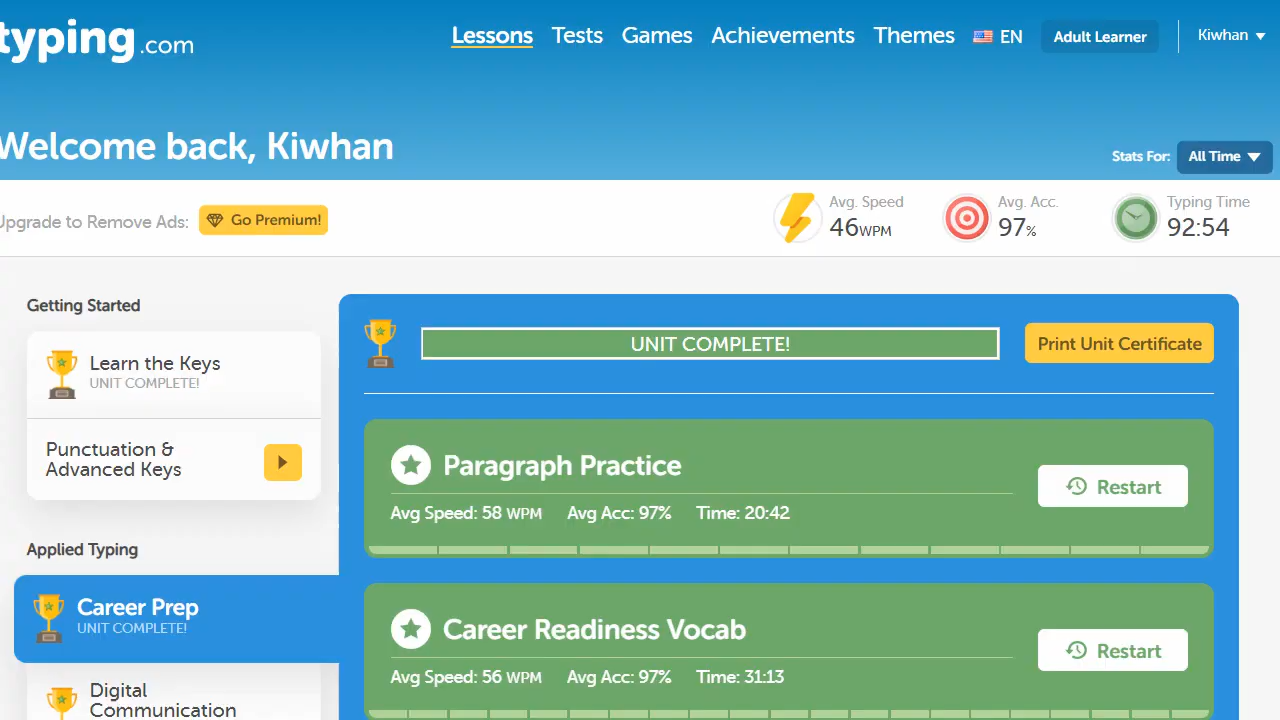 typing.com
Lessons Tests Games Achievements Themes EN Adult Learner Kiwhan
Welcome back, Kiwhan
Stats For: All Time
Upgrade to Remove Ads: Go Premium!
Avg. Speed
46WPM
Avg. Acc.
97%
Typing Time
92:54
Getting Started
Learn the Keys
UNIT COMPLETE!
Punctuation &
Advanced Keys
Applied Typing
Career Prep
UNIT COMPLETE!
Digital
Communication
UNIT COMPLETE!
Print Unit Certificate
Paragraph Practice
Avg Speed: 58 WPM Avg Acc: 97% Time: 20:42
Restart
Career Readiness Vocab
Avg Speed: 56 WPM Avg Acc: 97% Time: 31:13
Restart